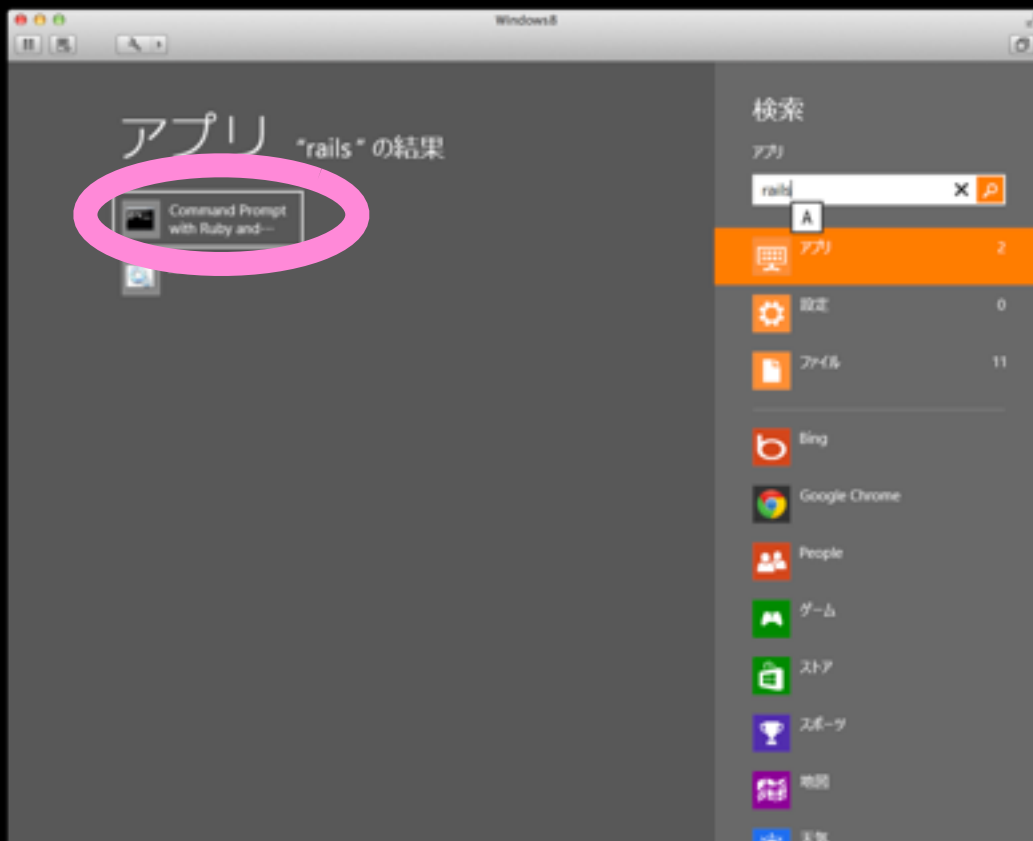 Windows8
アプリ "rails" の結果
Command Prompt
with Ruby and…
検索
アプリ
rails
A
アプリ 2
設定 0
ファイル 11
Bing
Google Chrome
People
ゲーム
ストア
スポーツ
地図
天気